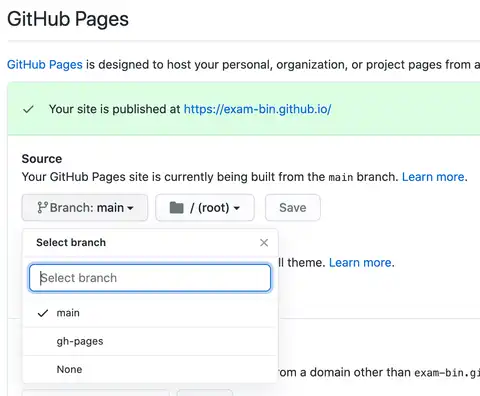 GitHub Pages
GitHub Pages is designed to host your personal, organization, or project pages from a
Your site is published at https://exam-bin.github.io/
Source
Your GitHub Pages site is currently being built from the main branch. Learn more.
Branch: main
/ (root)
Save
Select branch
Select branch
ll theme. Learn more.
main
gh-pages
None
om a domain other than exam-bin.gi